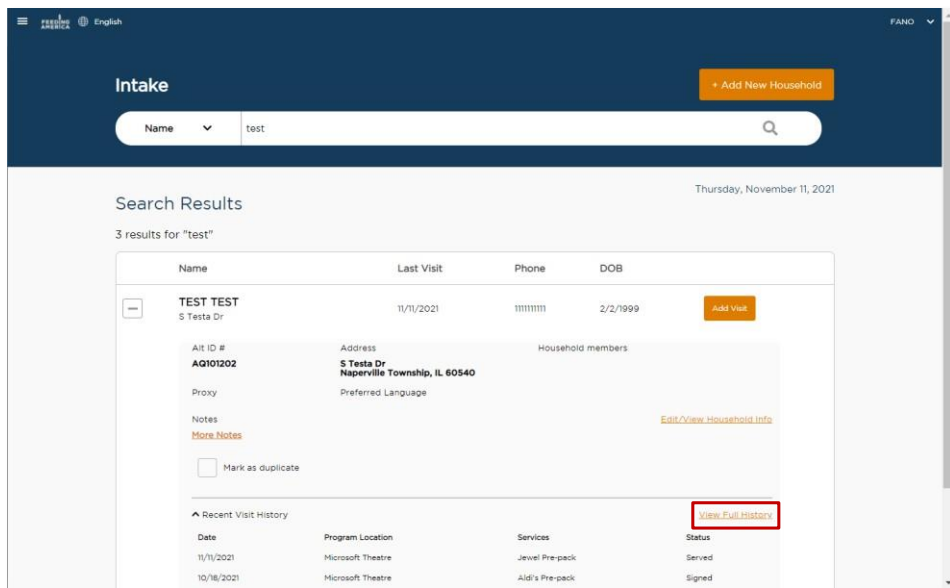 FEEDING
AMERICA
English
FANO
Intake
+ Add New Household
Name
test
Thursday, November 11, 2021
Search Results
3 results for "test"
Name Last Visit Phone DOB
TEST TEST
S Testa Dr
11/11/2021 1111111111 2/2/1999 Add Visit
Alt ID # Address Household members
AQ101202 S Testa Dr
Naperville Township, IL 60540
Proxy Preferred Language
Notes Edit/View Household Info
More Notes
Mark as duplicate
Recent Visit History View Full History
Date Program Location Services Status
11/11/2021 Microsoft Theatre Jewel Pre-pack Served
10/18/2021 Microsoft Theatre Aldi's Pre-pack Signed